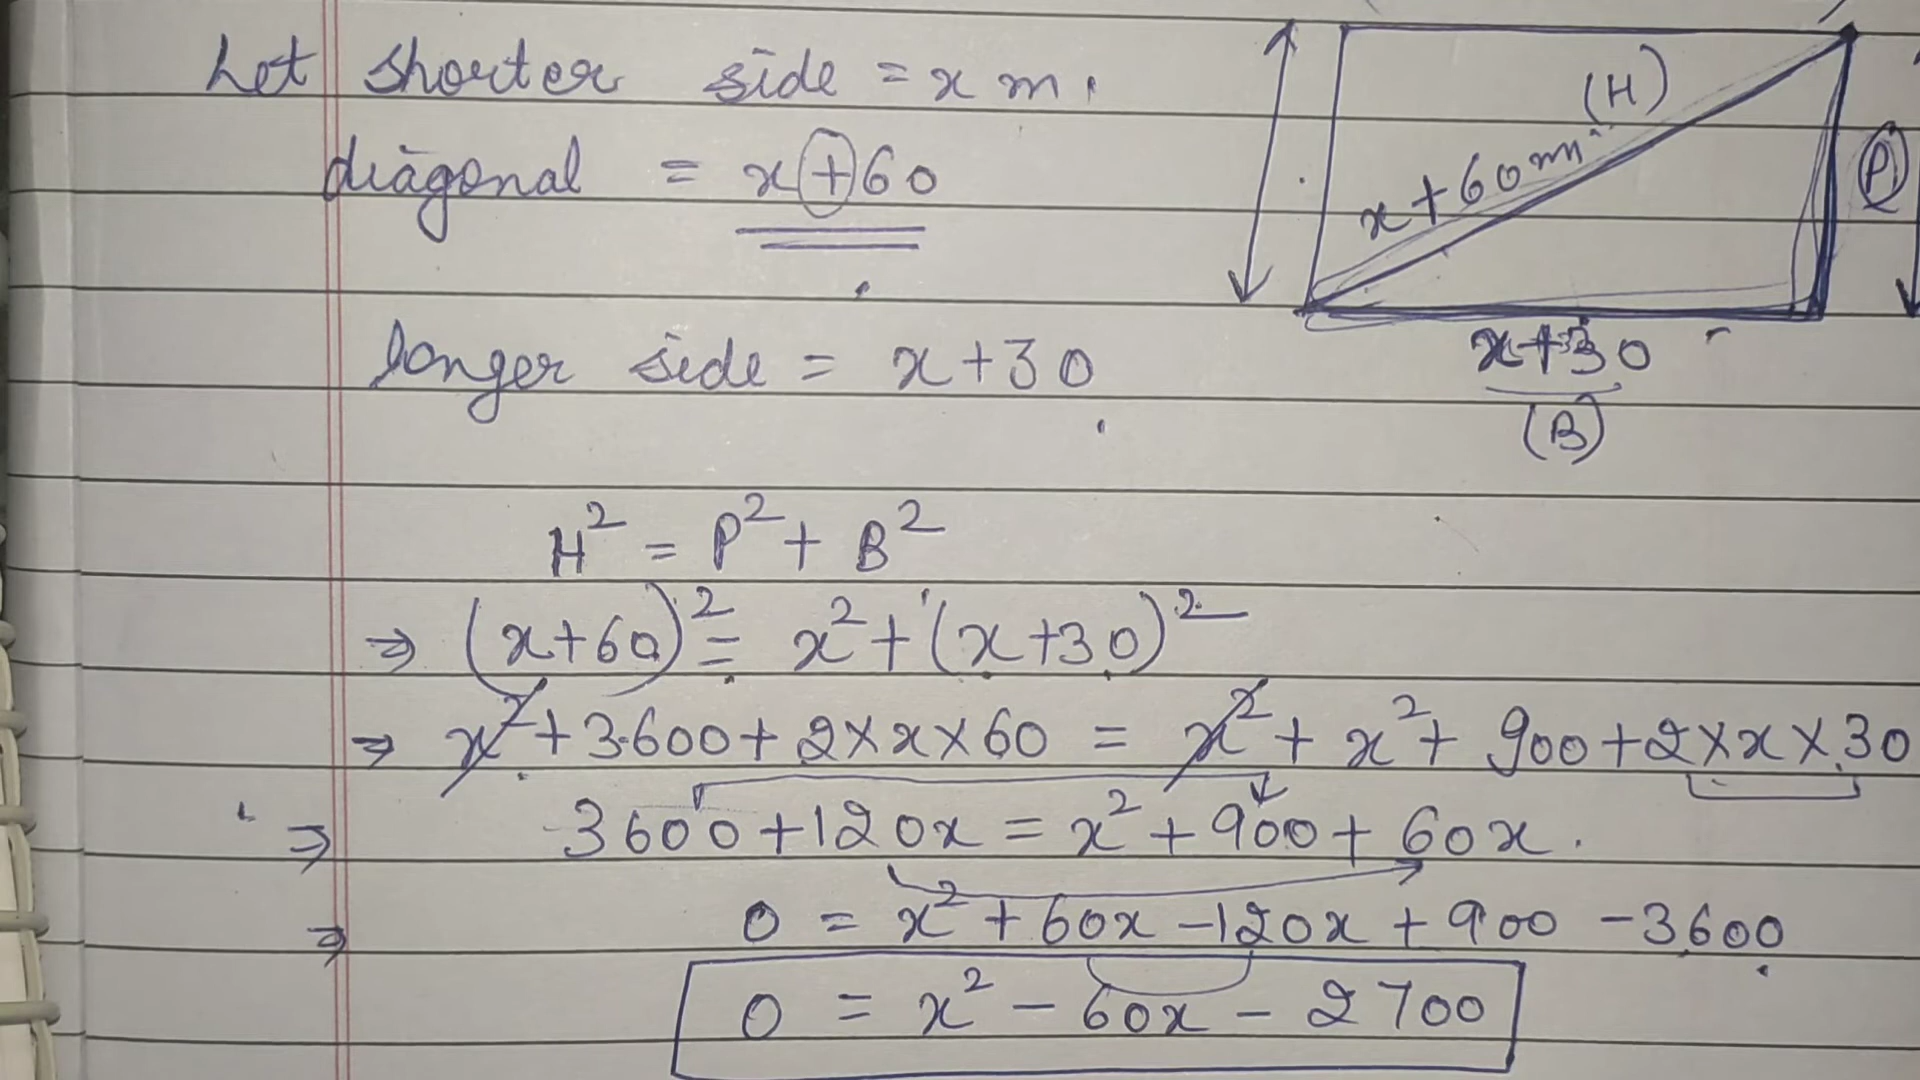 Let shorter side = x m.
diagonal = x+60
longer side = x+30
(H)
x+60 m
(P)
x+30
(B)
H² = P² + B²
⇒ (x+60)² = x² + (x+30)²
⇒ x² + 3600 + 2×x×60 = x² + x² + 900 + 2×x×30
⇒ 3600 + 120x = x² + 900 + 60x.
⇒ 0 = x² + 60x - 120x + 900 - 3600
0 = x² - 60x - 2700